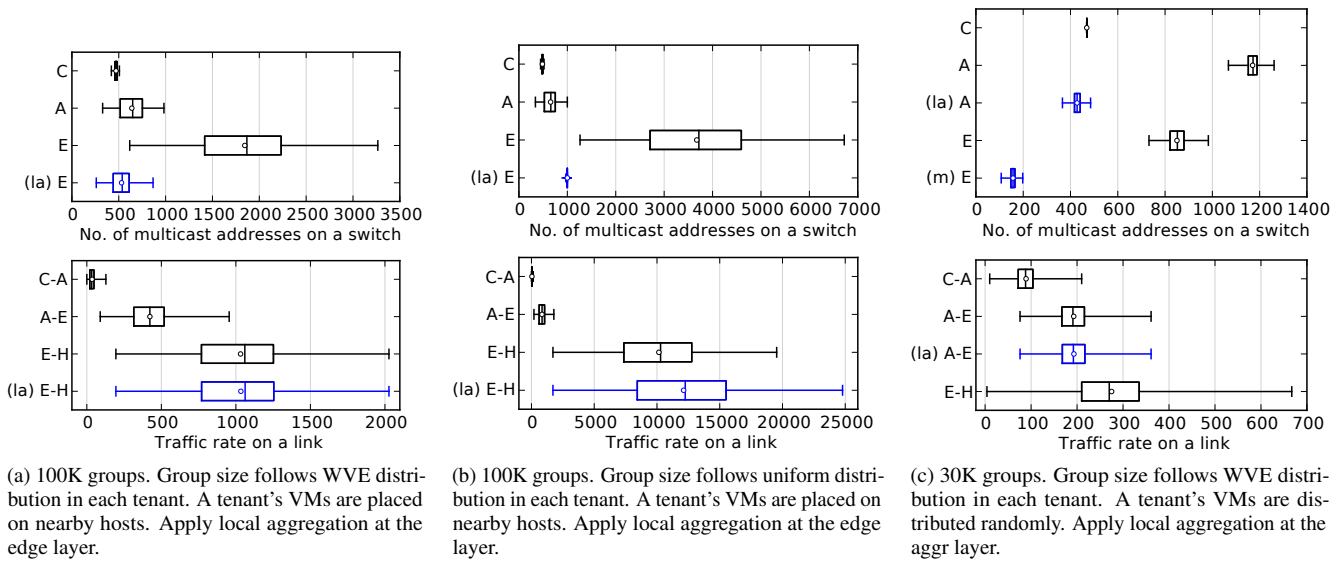 C
A
E
(la) E
0 500 1000 1500 2000 2500 3000 3500
No. of multicast addresses on a switch
C-A
A-E
E-H
(la) E-H
0 500 1000 1500 2000
Traffic rate on a link
(a) 100K groups. Group size follows WVE distri-
bution in each tenant. A tenant's VMs are placed
on nearby hosts. Apply local aggregation at the
edge layer.
C
A
E
(la) E
0 1000 2000 3000 4000 5000 6000 7000
No. of multicast addresses on a switch
C-A
A-E
E-H
(la) E-H
0 5000 10000 15000 20000 25000
Traffic rate on a link
(b) 100K groups. Group size follows uniform distri-
bution in each tenant. A tenant's VMs are placed on
nearby hosts. Apply local aggregation at the edge
layer.
C
A
(la) A
E
(m) E
0 200 400 600 800 1000 1200 1400
No. of multicast addresses on a switch
C-A
A-E
(la) A-E
E-H
0 100 200 300 400 500 600 700
Traffic rate on a link
(c) 30K groups. Group size follows WVE distri-
bution in each tenant. A tenant's VMs are dis-
tributed randomly. Apply local aggregation at the
aggr layer.